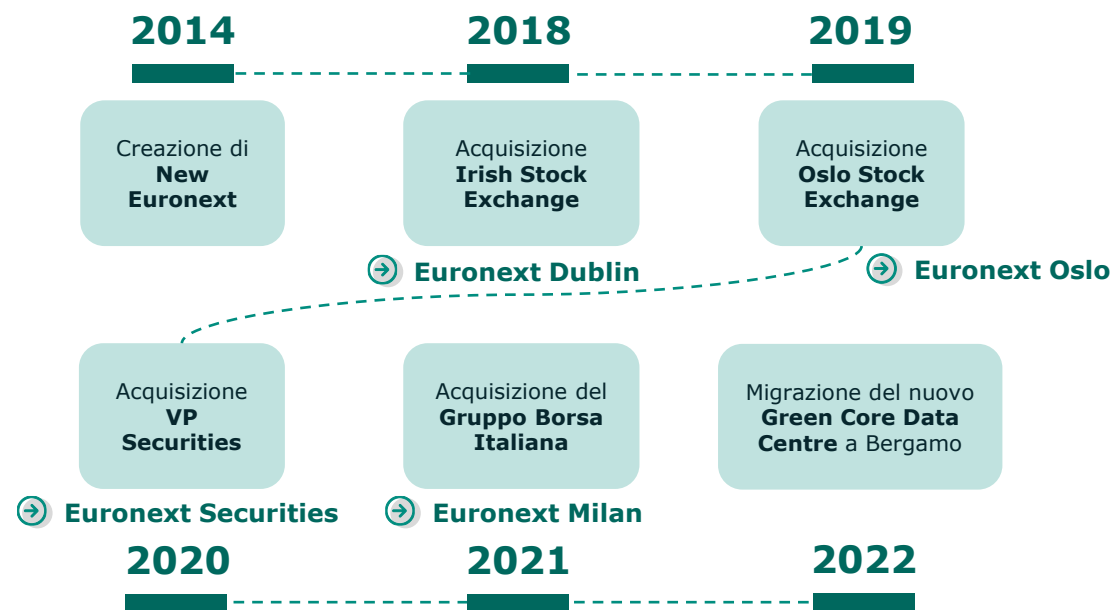 2014
2018
2019
Creazione di
New
Euronext
Acquisizione
Irish Stock
Exchange
Acquisizione
Oslo Stock
Exchange
Euronext Dublin
Euronext Oslo
Acquisizione
VP
Securities
Acquisizione del
Gruppo Borsa
Italiana
Migrazione del nuovo
Green Core Data
Centre a Bergamo
Euronext Securities
Euronext Milan
2020
2021
2022